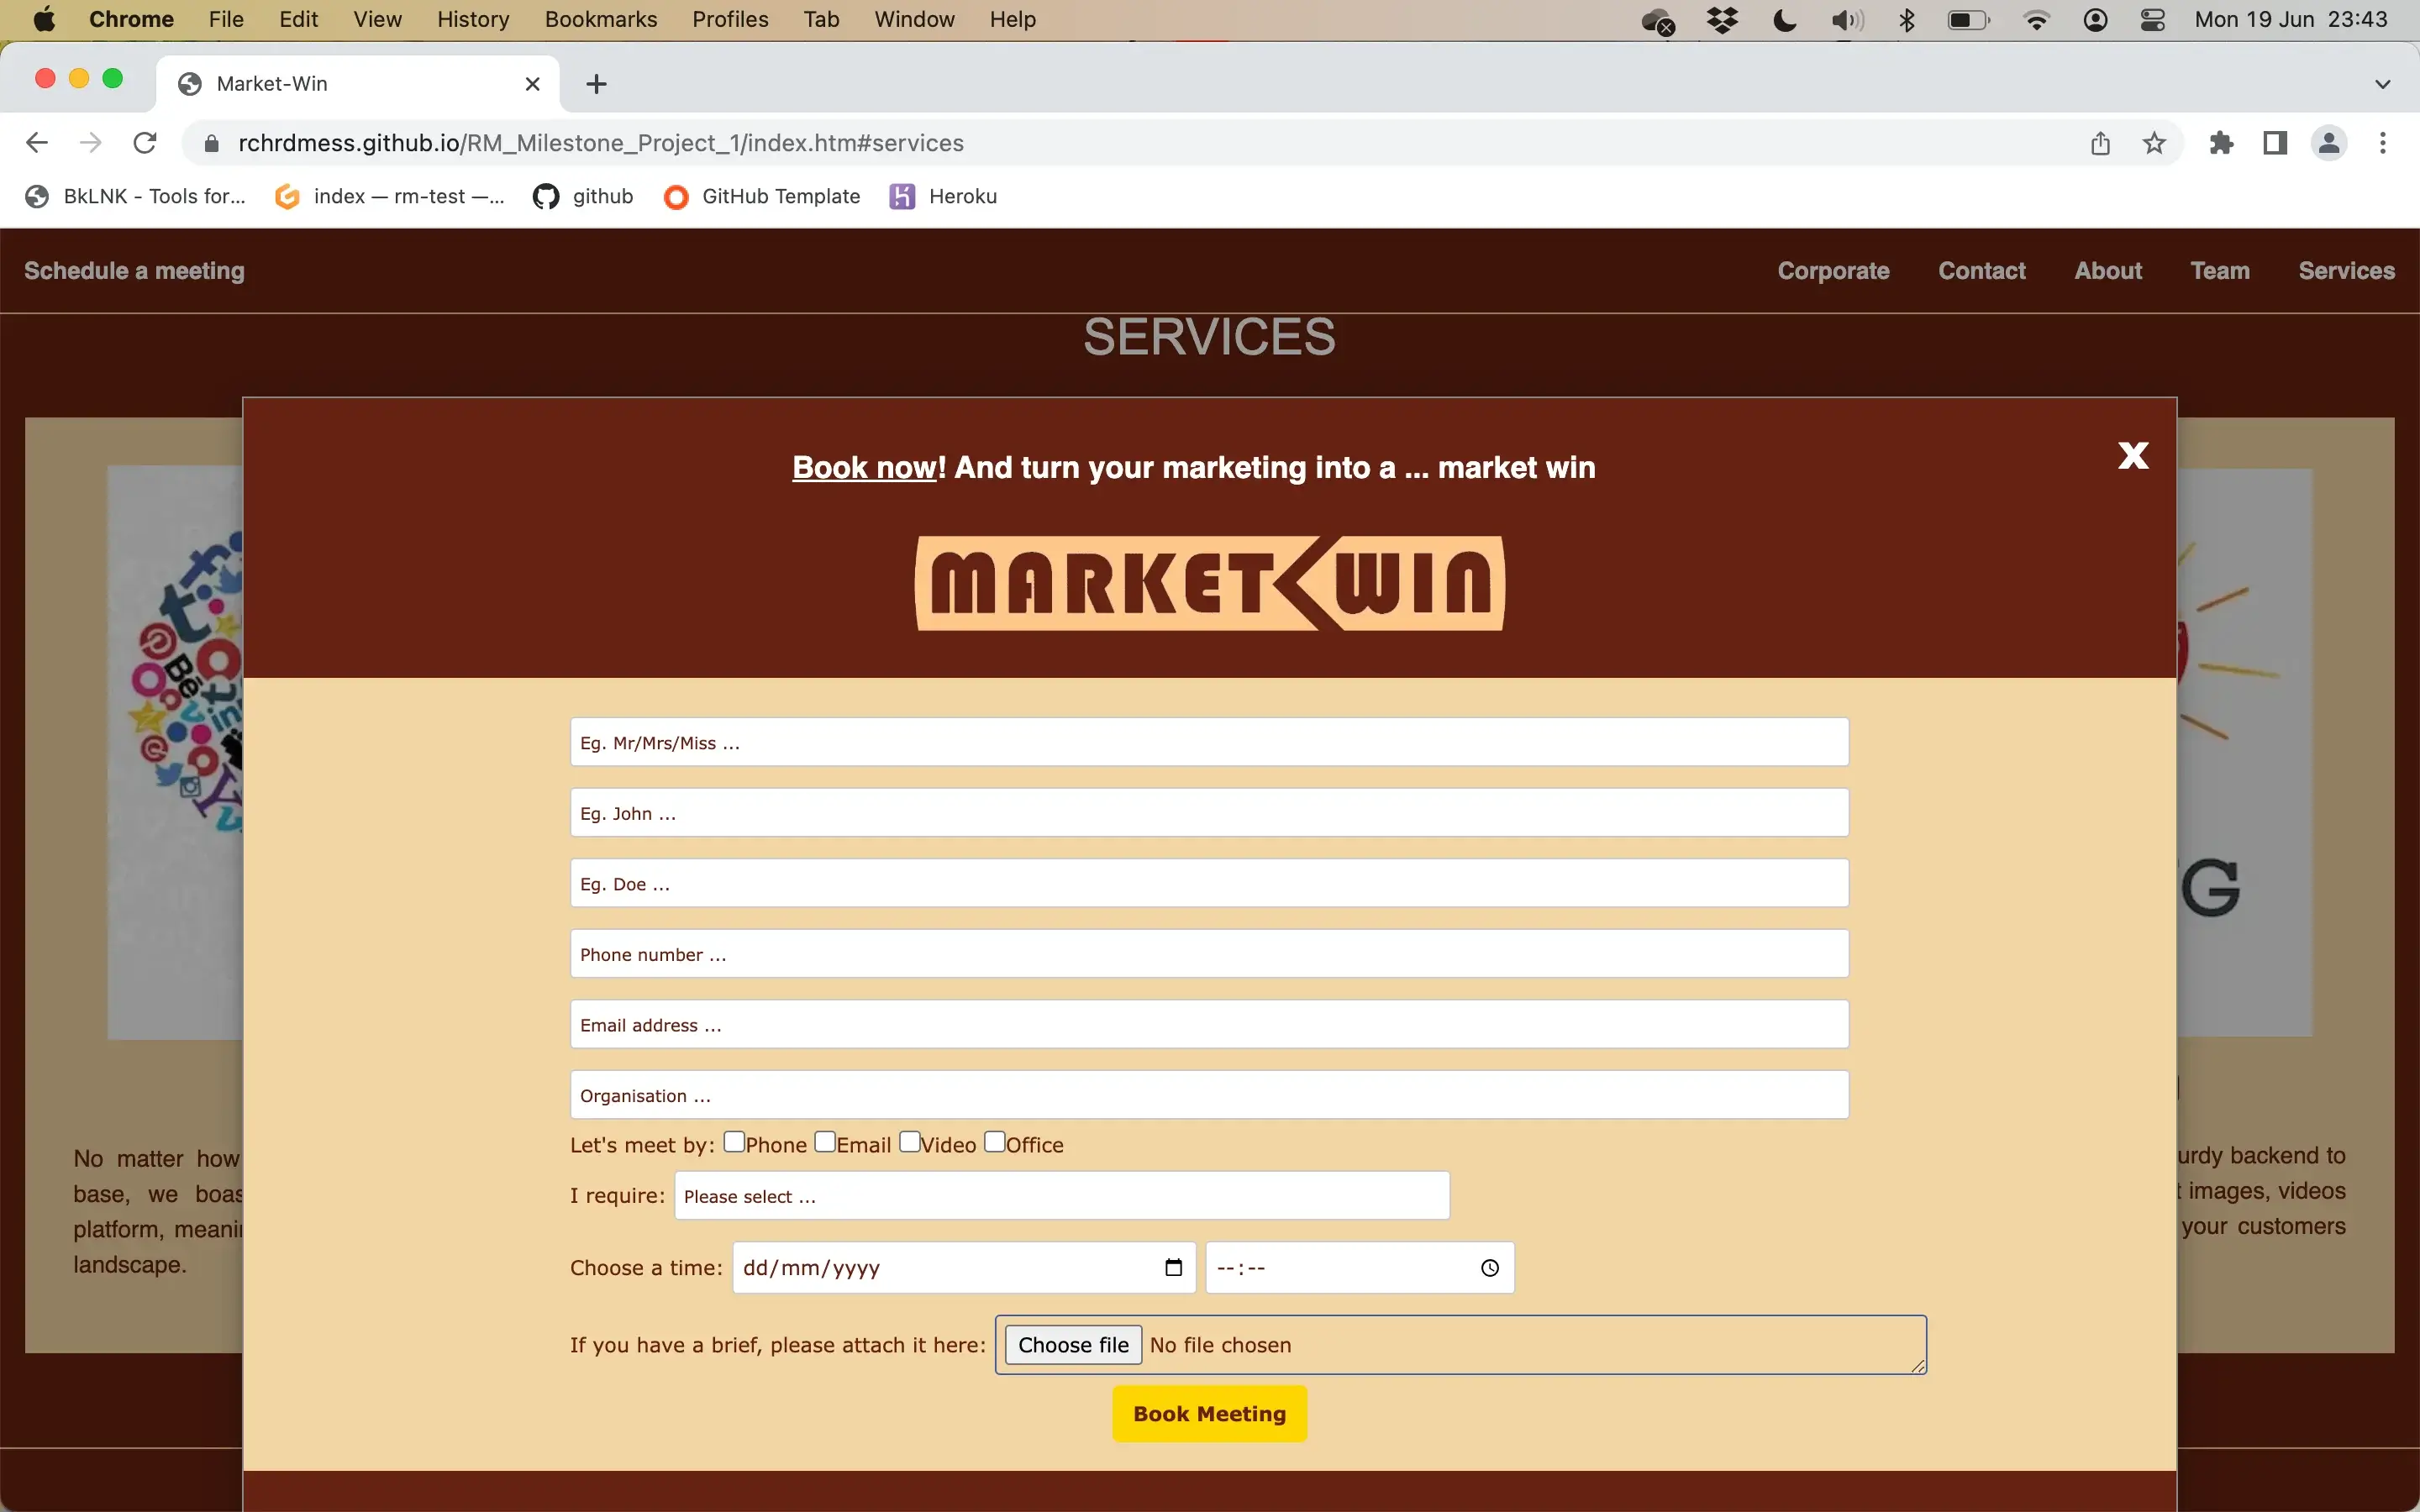 Chrome File Edit View History Bookmarks Profiles Tab Window Help Mon 19 Jun 23:43
Market-Win
rchrdmess.github.io/RM_Milestone_Project_1/index.htm#services
BkLNK - Tools for... index — rm-test —... github GitHub Template Heroku
Schedule a meeting Corporate Contact About Team Services
SERVICES
Book now! And turn your marketing into a ... market win
X
MARKET WIN
Eg. Mr/Mrs/Miss ...
Eg. John ...
Eg. Doe ...
Phone number ...
Email address ...
Organisation ...
Let's meet by: Phone Email Video Office
I require: Please select ...
Choose a time: dd/mm/yyyy --:--
If you have a brief, please attach it here: Choose file No file chosen
Book Meeting
No matter how
base, we
platform,
landscape.
G
backend to
images, videos
your customers